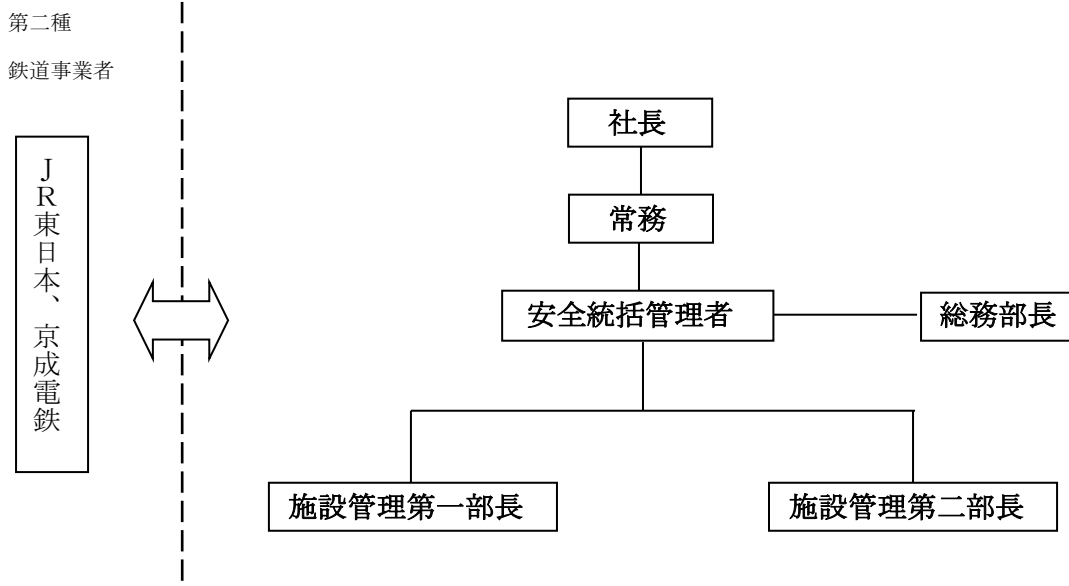 第二種
鉄道事業者
JR東日本、京成電鉄
社長
常務
安全統括管理者
総務部長
施設管理第一部長
施設管理第二部長